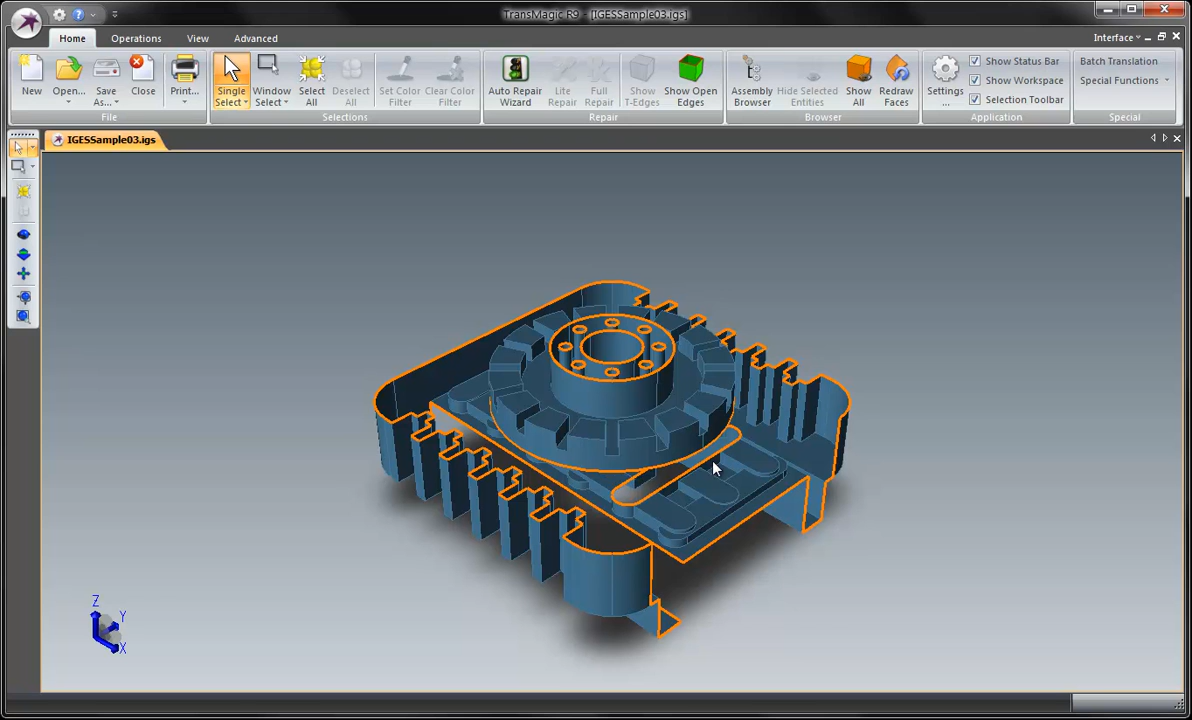 TransMagic R9 - [IGESSample03.igs]
Home Operations View Advanced Interface
New Open... Save As... Close Print...
File
Single Select Window Select Select All Deselect All Set Color Filter Clear Color Filter
Selections
Auto Repair Wizard Lite Repair Full Repair Show T-Edges Show Open Edges
Repair
Assembly Browser Hide Selected Entities Show All Redraw Faces
Browser
Settings ...
Show Status Bar
Show Workspace
Selection Toolbar
Application
Batch Translation
Special Functions
Special
IGESSample03.igs
Z
Y
X